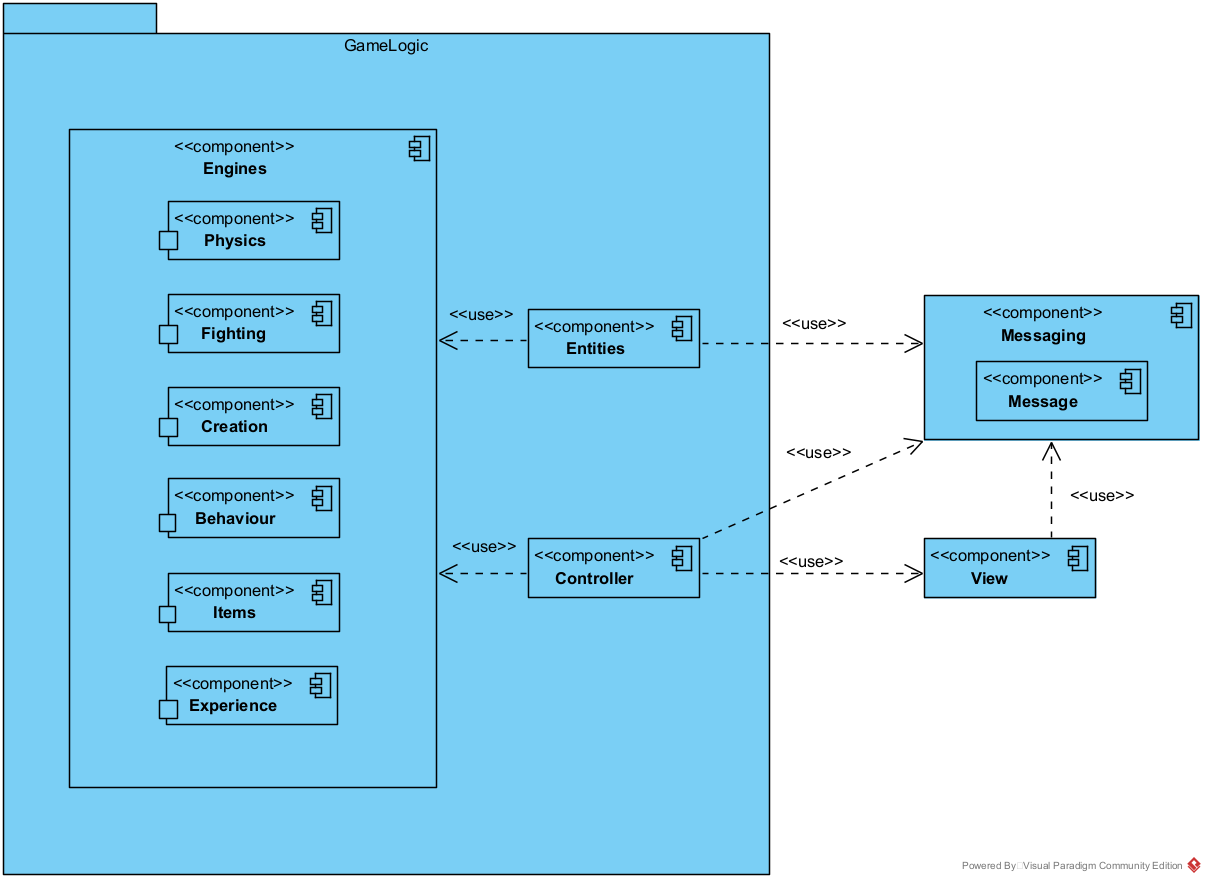 GameLogic
<<component>>
Engines
<<component>>
Physics
<<component>>
Fighting
<<component>>
Creation
<<component>>
Behaviour
<<component>>
Items
<<component>>
Experience
<<use>>
<<component>>
Entities
<<use>>
<<use>>
<<component>>
Controller
<<use>>
<<use>>
<<component>>
Messaging
<<component>>
Message
<<use>>
<<component>>
View
Powered By Visual Paradigm Community Edition